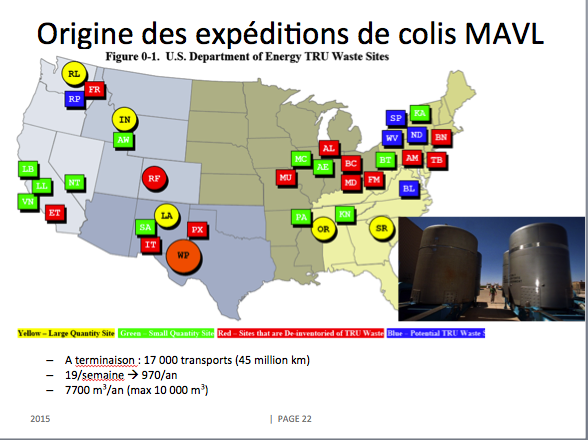 Origine des expéditions de colis MAVL
Figure 0-1.  U.S. Department of Energy TRU Waste Sites
RL
FR
RP
IN
AW
SP
KA
WV
ND
BN
AL
MC
AE
BC
BT
AM
TB
LB
LL
NT
RF
MU
MD
FM
BL
VN
ET
LA
SA
PX
IT
WP
PA
KN
OR
SR
Yellow – Large Quantity Site Green – Small Quantity Site Red – Sites that are De-inventoried of TRU Waste Blue – Potential TRU Waste
– A terminaison : 17 000 transports (45 million km)
– 19/semaine → 970/an
– 7700 m³/an (max 10 000 m³)
2015 | PAGE 22